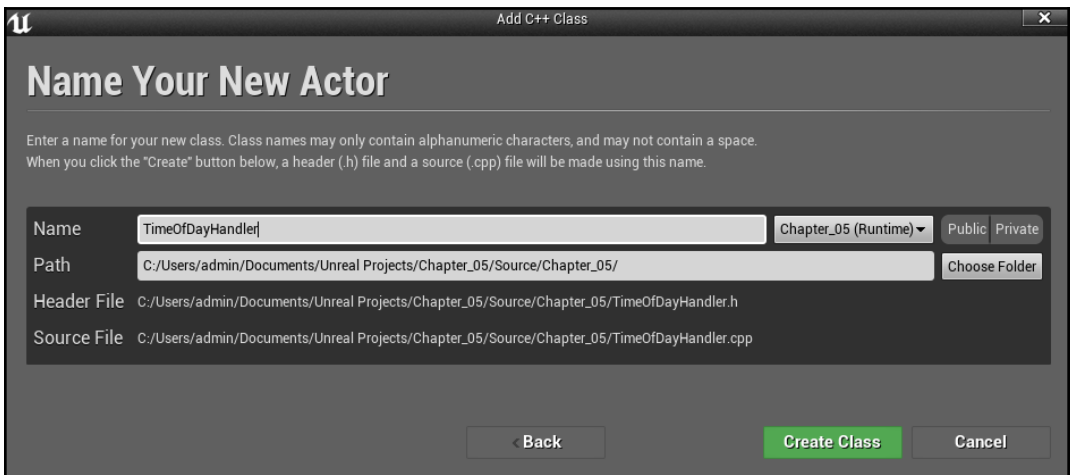 Add C++ Class
Name Your New Actor
Enter a name for your new class. Class names may only contain alphanumeric characters, and may not contain a space.
When you click the "Create" button below, a header (.h) file and a source (.cpp) file will be made using this name.
Name TimeOfDayHandler Chapter_05 (Runtime) Public Private
Path C:/Users/admin/Documents/Unreal Projects/Chapter_05/Source/Chapter_05/ Choose Folder
Header File C:/Users/admin/Documents/Unreal Projects/Chapter_05/Source/Chapter_05/TimeOfDayHandler.h
Source File C:/Users/admin/Documents/Unreal Projects/Chapter_05/Source/Chapter_05/TimeOfDayHandler.cpp
Back Create Class Cancel